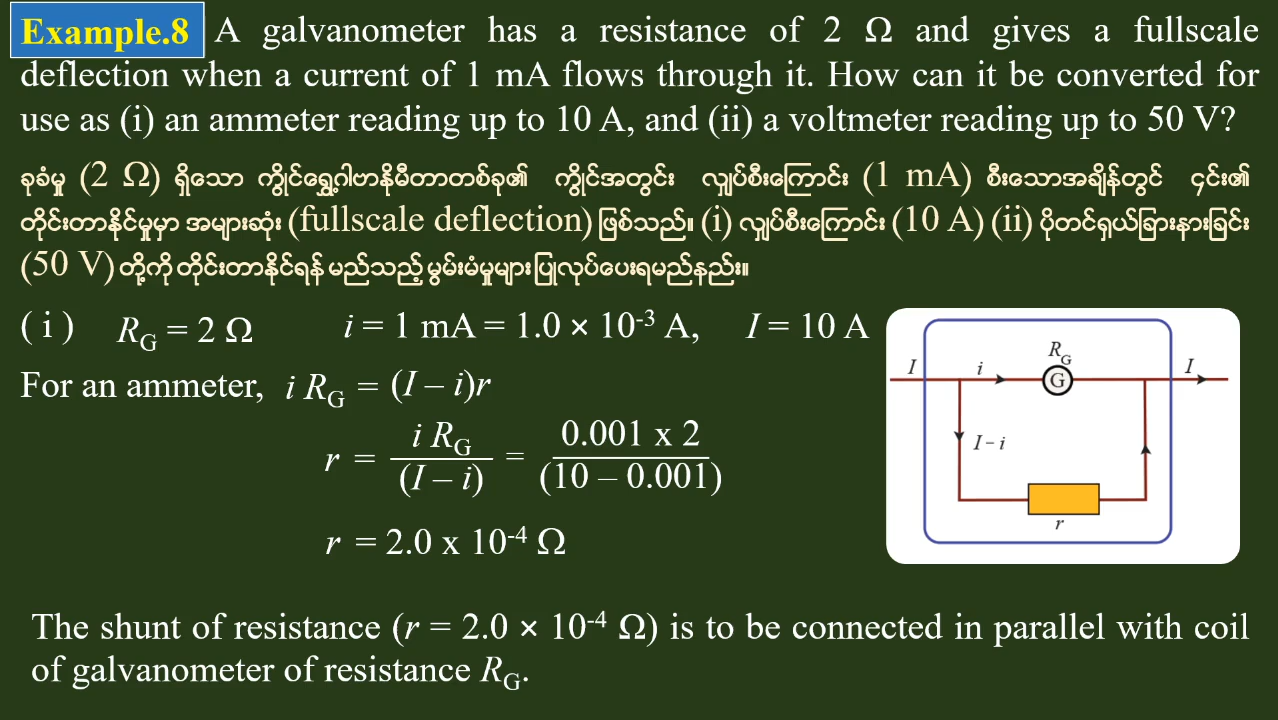 Example.8 A galvanometer has a resistance of 2 Ω and gives a fullscale
deflection when a current of 1 mA flows through it. How can it be converted for
use as (i) an ammeter reading up to 10 A, and (ii) a voltmeter reading up to 50 V?
ခုခံမှု (2 Ω) ရှိသော ကွိုင်ရွေ့ဂါဗာနိုမီတာတစ်ခု၏ ကွိုင်အတွင်း လျှပ်စီးကြောင်း (1 mA) စီးသောအချိန်တွင် ၎င်း၏
တိုင်းတာနိုင်မှုမှာ အများဆုံး (fullscale deflection) ဖြစ်သည်။ (i) လျှပ်စီးကြောင်း (10 A) (ii) ပိုတင်ရှယ်ခြားနားခြင်း
(50 V) တို့ကို တိုင်းတာနိုင်ရန် မည်သည့် မွမ်းမံမှုများပြုလုပ်ပေးရမည်နည်း။
( i ) R_G = 2 Ω i = 1 mA = 1.0 × 10⁻³ A, I = 10 A
For an ammeter, i R_G = (I – i)r
r = i R_G / (I – i) = 0.001 x 2 / (10 – 0.001)
r = 2.0 x 10⁻⁴ Ω
I i R_G G I
I – i
r
The shunt of resistance (r = 2.0 × 10⁻⁴ Ω) is to be connected in parallel with coil
of galvanometer of resistance R_G.